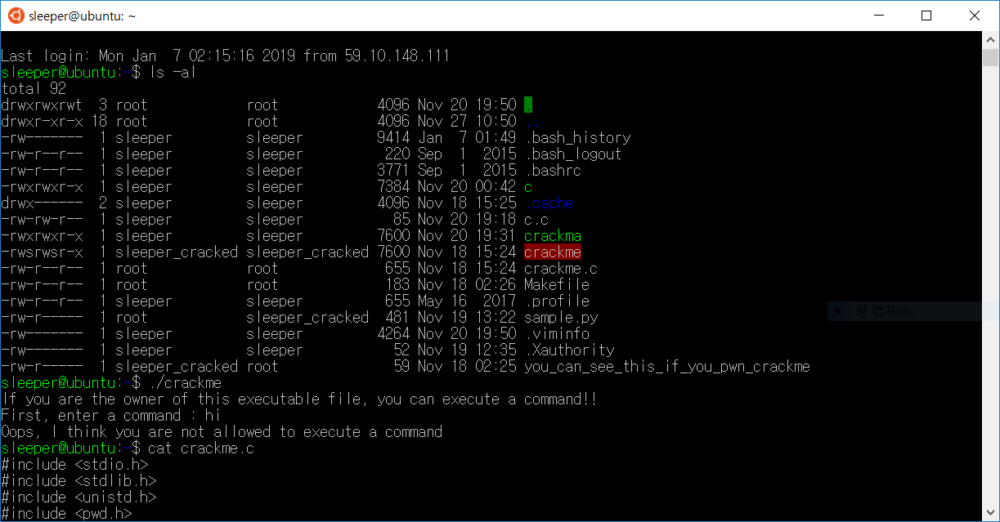 sleeper@ubuntu: ~
Last login: Mon Jan  7 02:15:16 2019 from 59.10.148.111
sleeper@ubuntu:~$ ls -al
total 92
drwxrwxrwt  3 root            root            4096 Nov 20 19:50 .
drwxr-xr-x 18 root            root            4096 Nov 27 10:50 ..
-rw-------  1 sleeper         sleeper         9414 Jan  7 01:49 .bash_history
-rw-r--r--  1 sleeper         sleeper          220 Sep  1  2015 .bash_logout
-rw-r--r--  1 sleeper         sleeper         3771 Sep  1  2015 .bashrc
-rwxrwxr-x  1 sleeper         sleeper         7384 Nov 20 00:42 c
drwx------  2 sleeper         sleeper         4096 Nov 18 15:25 .cache
-rw-rw-r--  1 sleeper         sleeper           85 Nov 20 19:18 c.c
-rwxrwxr-x  1 sleeper         sleeper         7600 Nov 20 19:31 crackma
-rwsrwsr-x  1 sleeper_cracked sleeper_cracked 7600 Nov 18 15:24 crackme
-rw-r--r--  1 root            root             655 Nov 18 15:24 crackme.c
-rw-r--r--  1 root            root             183 Nov 18 02:26 Makefile
-rw-r--r--  1 sleeper         sleeper          655 May 16  2017 .profile
-rw-r-----  1 root            sleeper_cracked  481 Nov 19 13:22 sample.py
-rw-------  1 sleeper         sleeper         4264 Nov 20 19:50 .viminfo
-rw-------  1 sleeper         sleeper           52 Nov 19 12:35 .Xauthority
-rw-r-----  1 sleeper_cracked root              59 Nov 18 02:25 you_can_see_this_if_you_pwn_crackme
sleeper@ubuntu:~$ ./crackme
If you are the owner of this executable file, you can execute a command!!
First, enter a command : hi
Oops, I think you are not allowed to execute a command
sleeper@ubuntu:~$ cat crackme.c
#include <stdio.h>
#include <stdlib.h>
#include <unistd.h>
#include <pwd.h>
창 캡처(W)